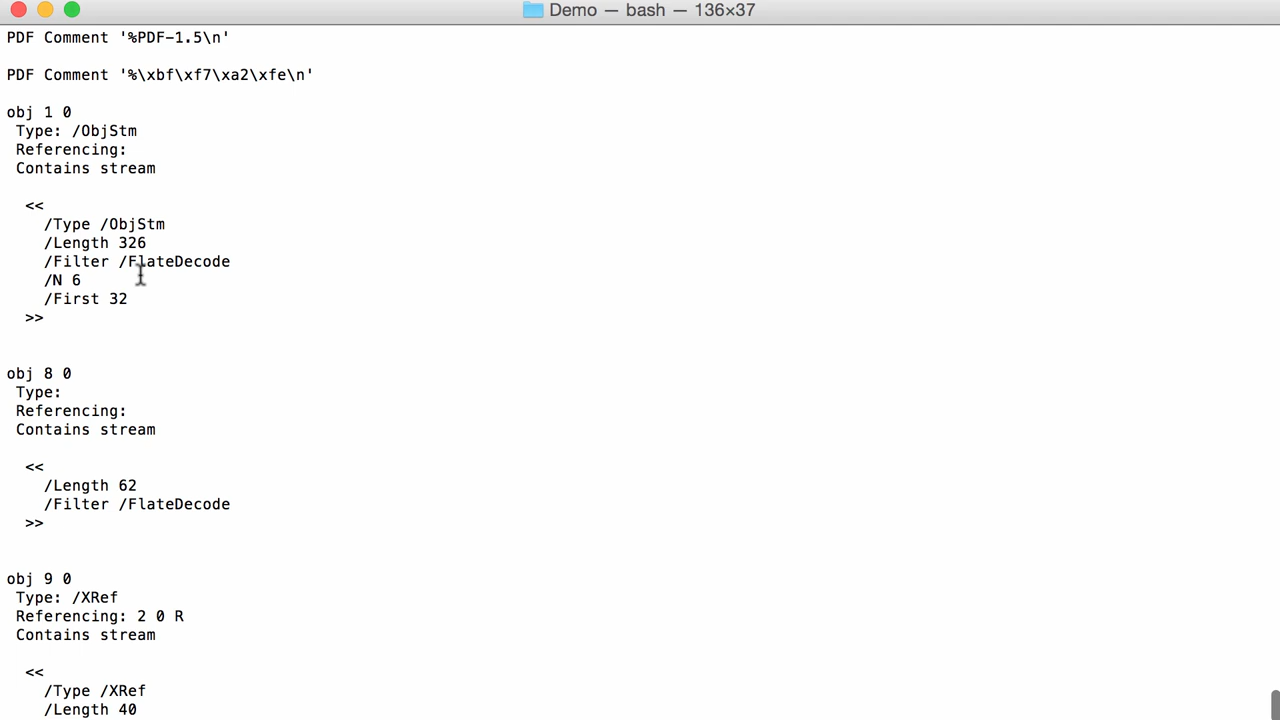 Demo — bash — 136×37
PDF Comment '%PDF-1.5\n'
PDF Comment '%\xbf\xf7\xa2\xfe\n'
obj 1 0
Type: /ObjStm
Referencing:
Contains stream
<<
/Type /ObjStm
/Length 326
/Filter /FlateDecode
/N 6
/First 32
>>
obj 8 0
Type:
Referencing:
Contains stream
<<
/Length 62
/Filter /FlateDecode
>>
obj 9 0
Type: /XRef
Referencing: 2 0 R
Contains stream
<<
/Type /XRef
/Length 40